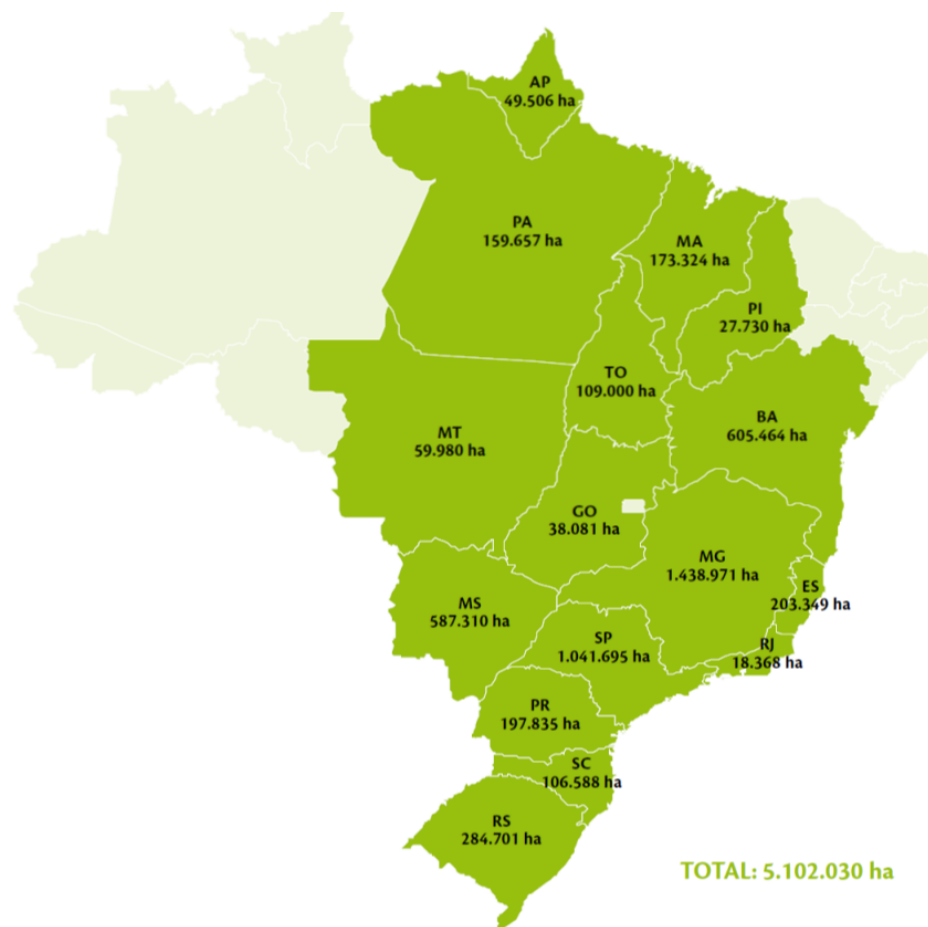 AP
49.506 ha
PA
159.657 ha
MA
173.324 ha
PI
27.730 ha
TO
109.000 ha
BA
605.464 ha
MT
59.980 ha
GO
38.081 ha
MG
1.438.971 ha
ES
203.349 ha
MS
587.310 ha
SP
1.041.695 ha
RJ
18.368 ha
PR
197.835 ha
SC
106.588 ha
RS
284.701 ha
TOTAL: 5.102.030 ha